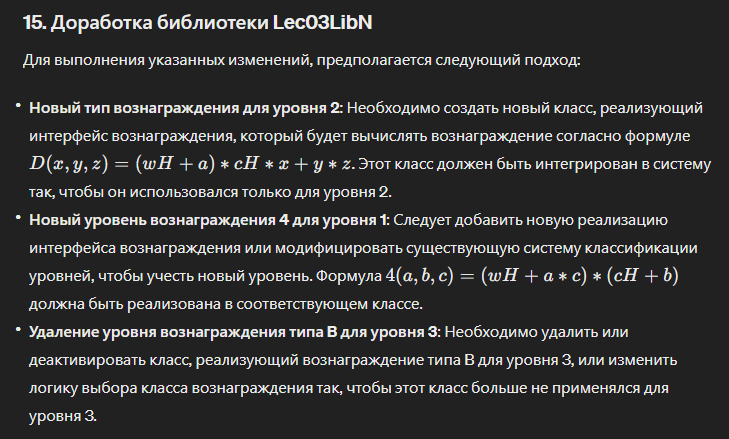 15. Доработка библиотеки Lec03LibN
Для выполнения указанных изменений, предполагается следующий подход:
• Новый тип вознаграждения для уровня 2: Необходимо создать новый класс, реализующий
интерфейс вознаграждения, который будет вычислять вознаграждение согласно формуле
D(x, y, z) = (wH + a) ∗ cH ∗ x + y ∗ z. Этот класс должен быть интегрирован в систему
так, чтобы он использовался только для уровня 2.
• Новый уровень вознаграждения 4 для уровня 1: Следует добавить новую реализацию
интерфейса вознаграждения или модифицировать существующую систему классификации
уровней, чтобы учесть новый уровень. Формула 4(a, b, c) = (wH + a ∗ c) ∗ (cH + b)
должна быть реализована в соответствующем классе.
• Удаление уровня вознаграждения типа B для уровня 3: Необходимо удалить или
деактивировать класс, реализующий вознаграждение типа B для уровня 3, или изменить
логику выбора класса вознаграждения так, чтобы этот класс больше не применялся для
уровня 3.